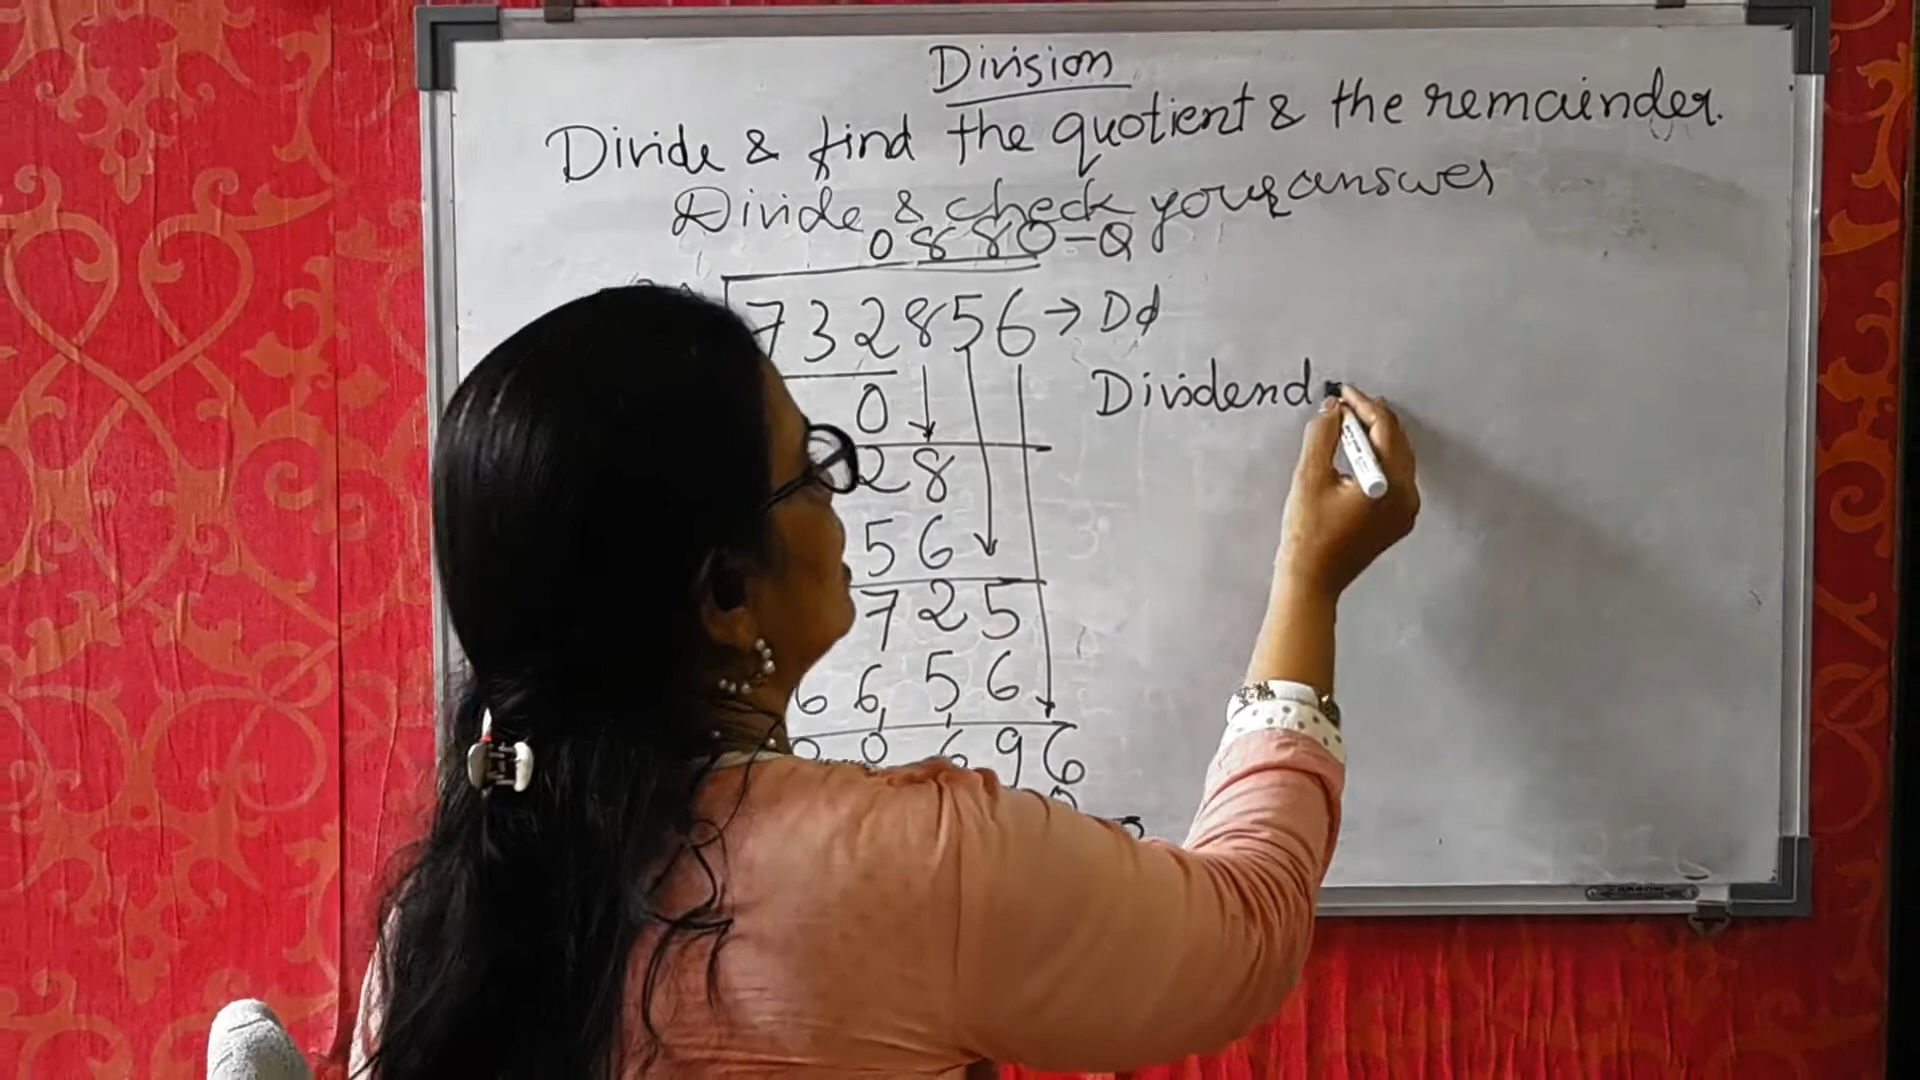 Division
Divide & find the quotient & the remainder.
Divide & check your answer
0880-Q
732856→Dd
0
Dividend
28
56
725
6656
696